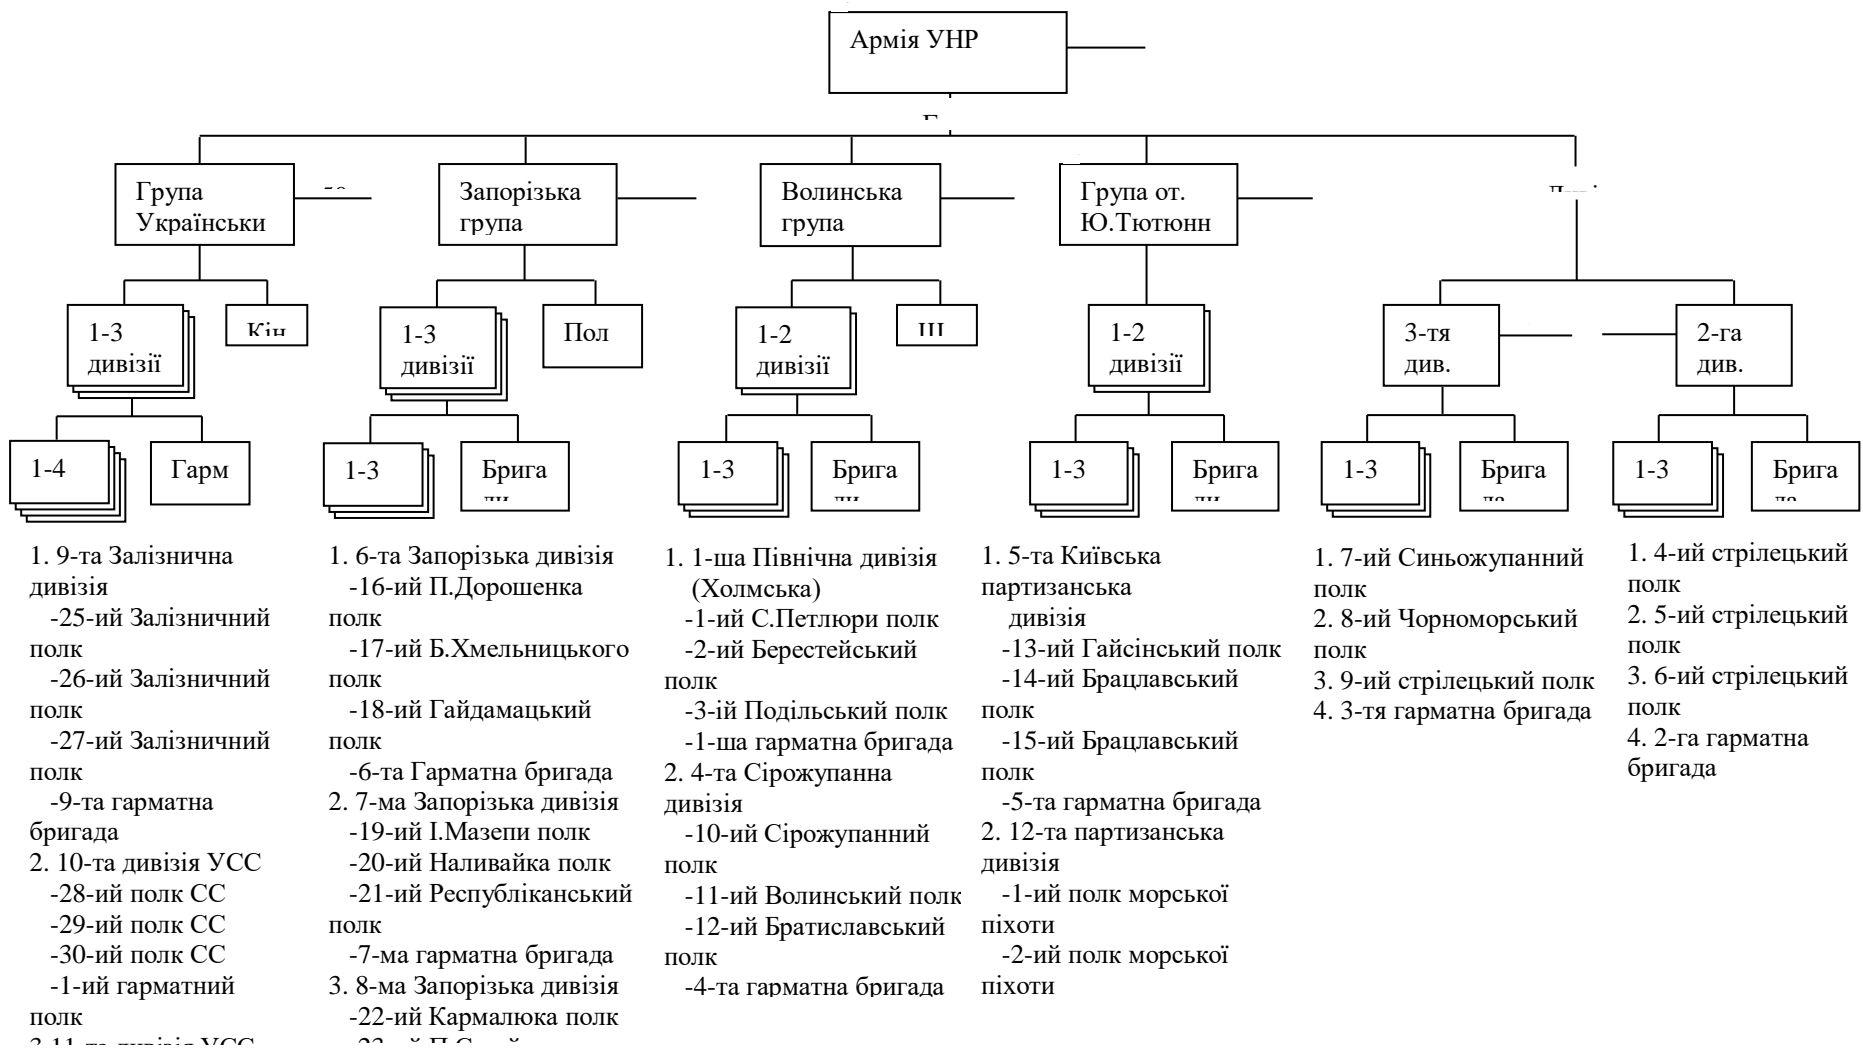 Армія УНР
Група
Українськи
Запорізька
група
Волинська
група
Група от.
Ю.Тютюнн
1-3
дивізії
Кін
1-3
дивізії
Пол
1-2
дивізії
1-2
дивізії
3-тя
див.
2-га
див.
1-4
Гарм
1-3
Брига
1-3
Брига
1-3
Брига
1-3
Брига
1-3
Брига
1. 9-та Залізнична
дивізія
-25-ий Залізничний
полк
-26-ий Залізничний
полк
-27-ий Залізничний
полк
-9-та гарматна
бригада
2. 10-та дивізія УСС
-28-ий полк СС
-29-ий полк СС
-30-ий полк СС
-1-ий гарматний
полк
3.11-та дивізія УСС
1. 6-та Запорізька дивізія
-16-ий П.Дорошенка
полк
-17-ий Б.Хмельницького
полк
-18-ий Гайдамацький
полк
-6-та Гарматна бригада
2. 7-ма Запорізька дивізія
-19-ий І.Мазепи полк
-20-ий Наливайка полк
-21-ий Республіканський
полк
-7-ма гарматна бригада
3. 8-ма Запорізька дивізія
-22-ий Кармалюка полк
1. 1-ша Північна дивізія
(Холмська)
-1-ий С.Петлюри полк
-2-ий Берестейський
полк
-3-ій Подільський полк
-1-ша гарматна бригада
2. 4-та Сірожупанна
дивізія
-10-ий Сірожупанний
полк
-11-ий Волинський полк
-12-ий Братиславський
полк
-4-та гарматна бригада
1. 5-та Київська
партизанська
дивізія
-13-ий Гайсінський полк
-14-ий Брацлавський
полк
-15-ий Брацлавський
полк
-5-та гарматна бригада
2. 12-та партизанська
дивізія
-1-ий полк морської
піхоти
-2-ий полк морської
піхоти
1. 7-ий Синьожупанний
полк
2. 8-ий Чорноморський
полк
3. 9-ий стрілецький полк
4. 3-тя гарматна бригада
1. 4-ий стрілецький
полк
2. 5-ий стрілецький
полк
3. 6-ий стрілецький
полк
4. 2-га гарматна
бригада